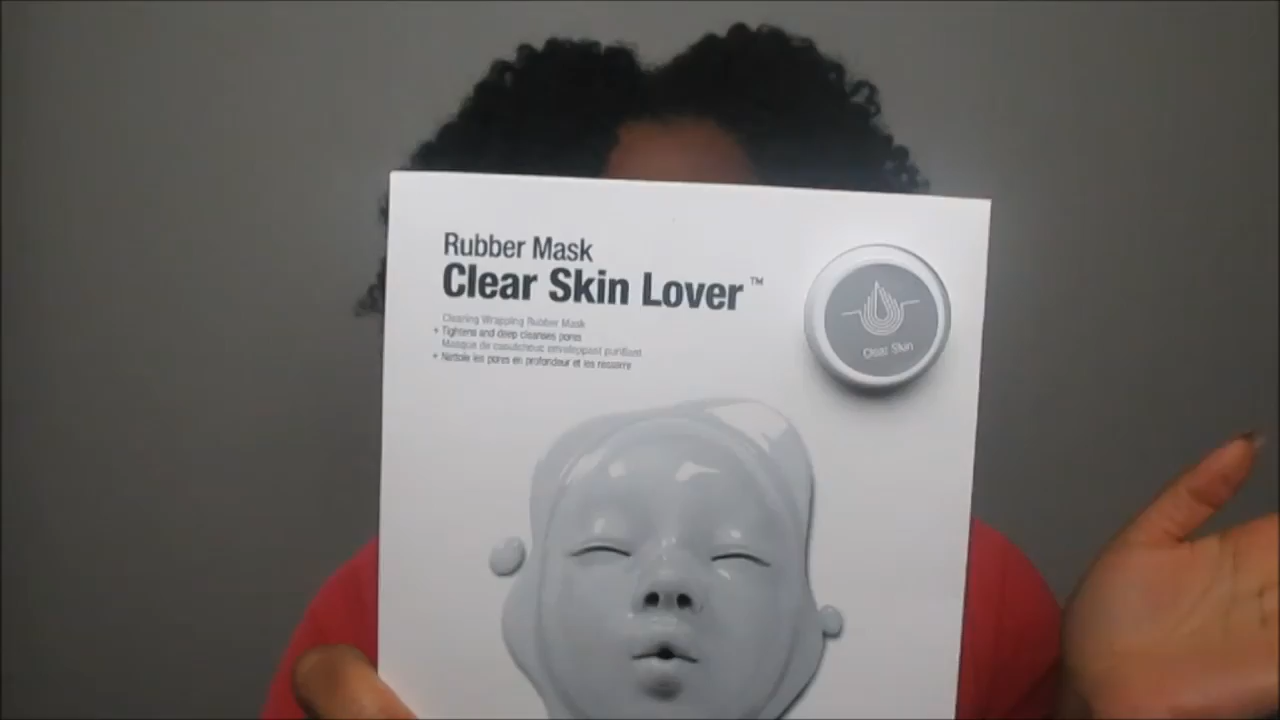 Rubber Mask
Clear Skin Lover™
Clearing Wrapping Rubber Mask
+ Tightens and deep cleanses pores
Masque de caoutchouc enveloppant purifiant
+ Nettoie les pores en profondeur et les resserre
Clear Skin